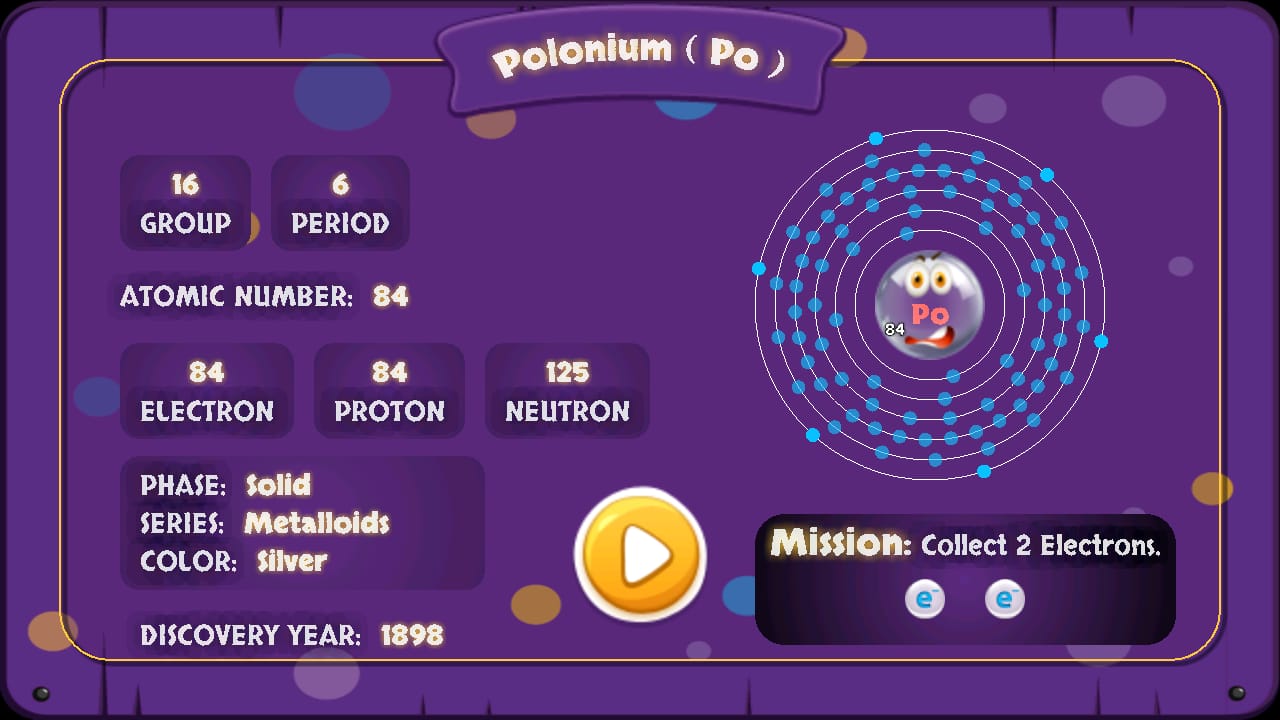 Polonium ( Po )
16
GROUP
6
PERIOD
ATOMIC NUMBER: 84
84
ELECTRON
84
PROTON
125
NEUTRON
PHASE: Solid
SERIES: Metalloids
COLOR: Silver
DISCOVERY YEAR: 1898
Po
84
Mission: Collect 2 Electrons.
e⁻ e⁻